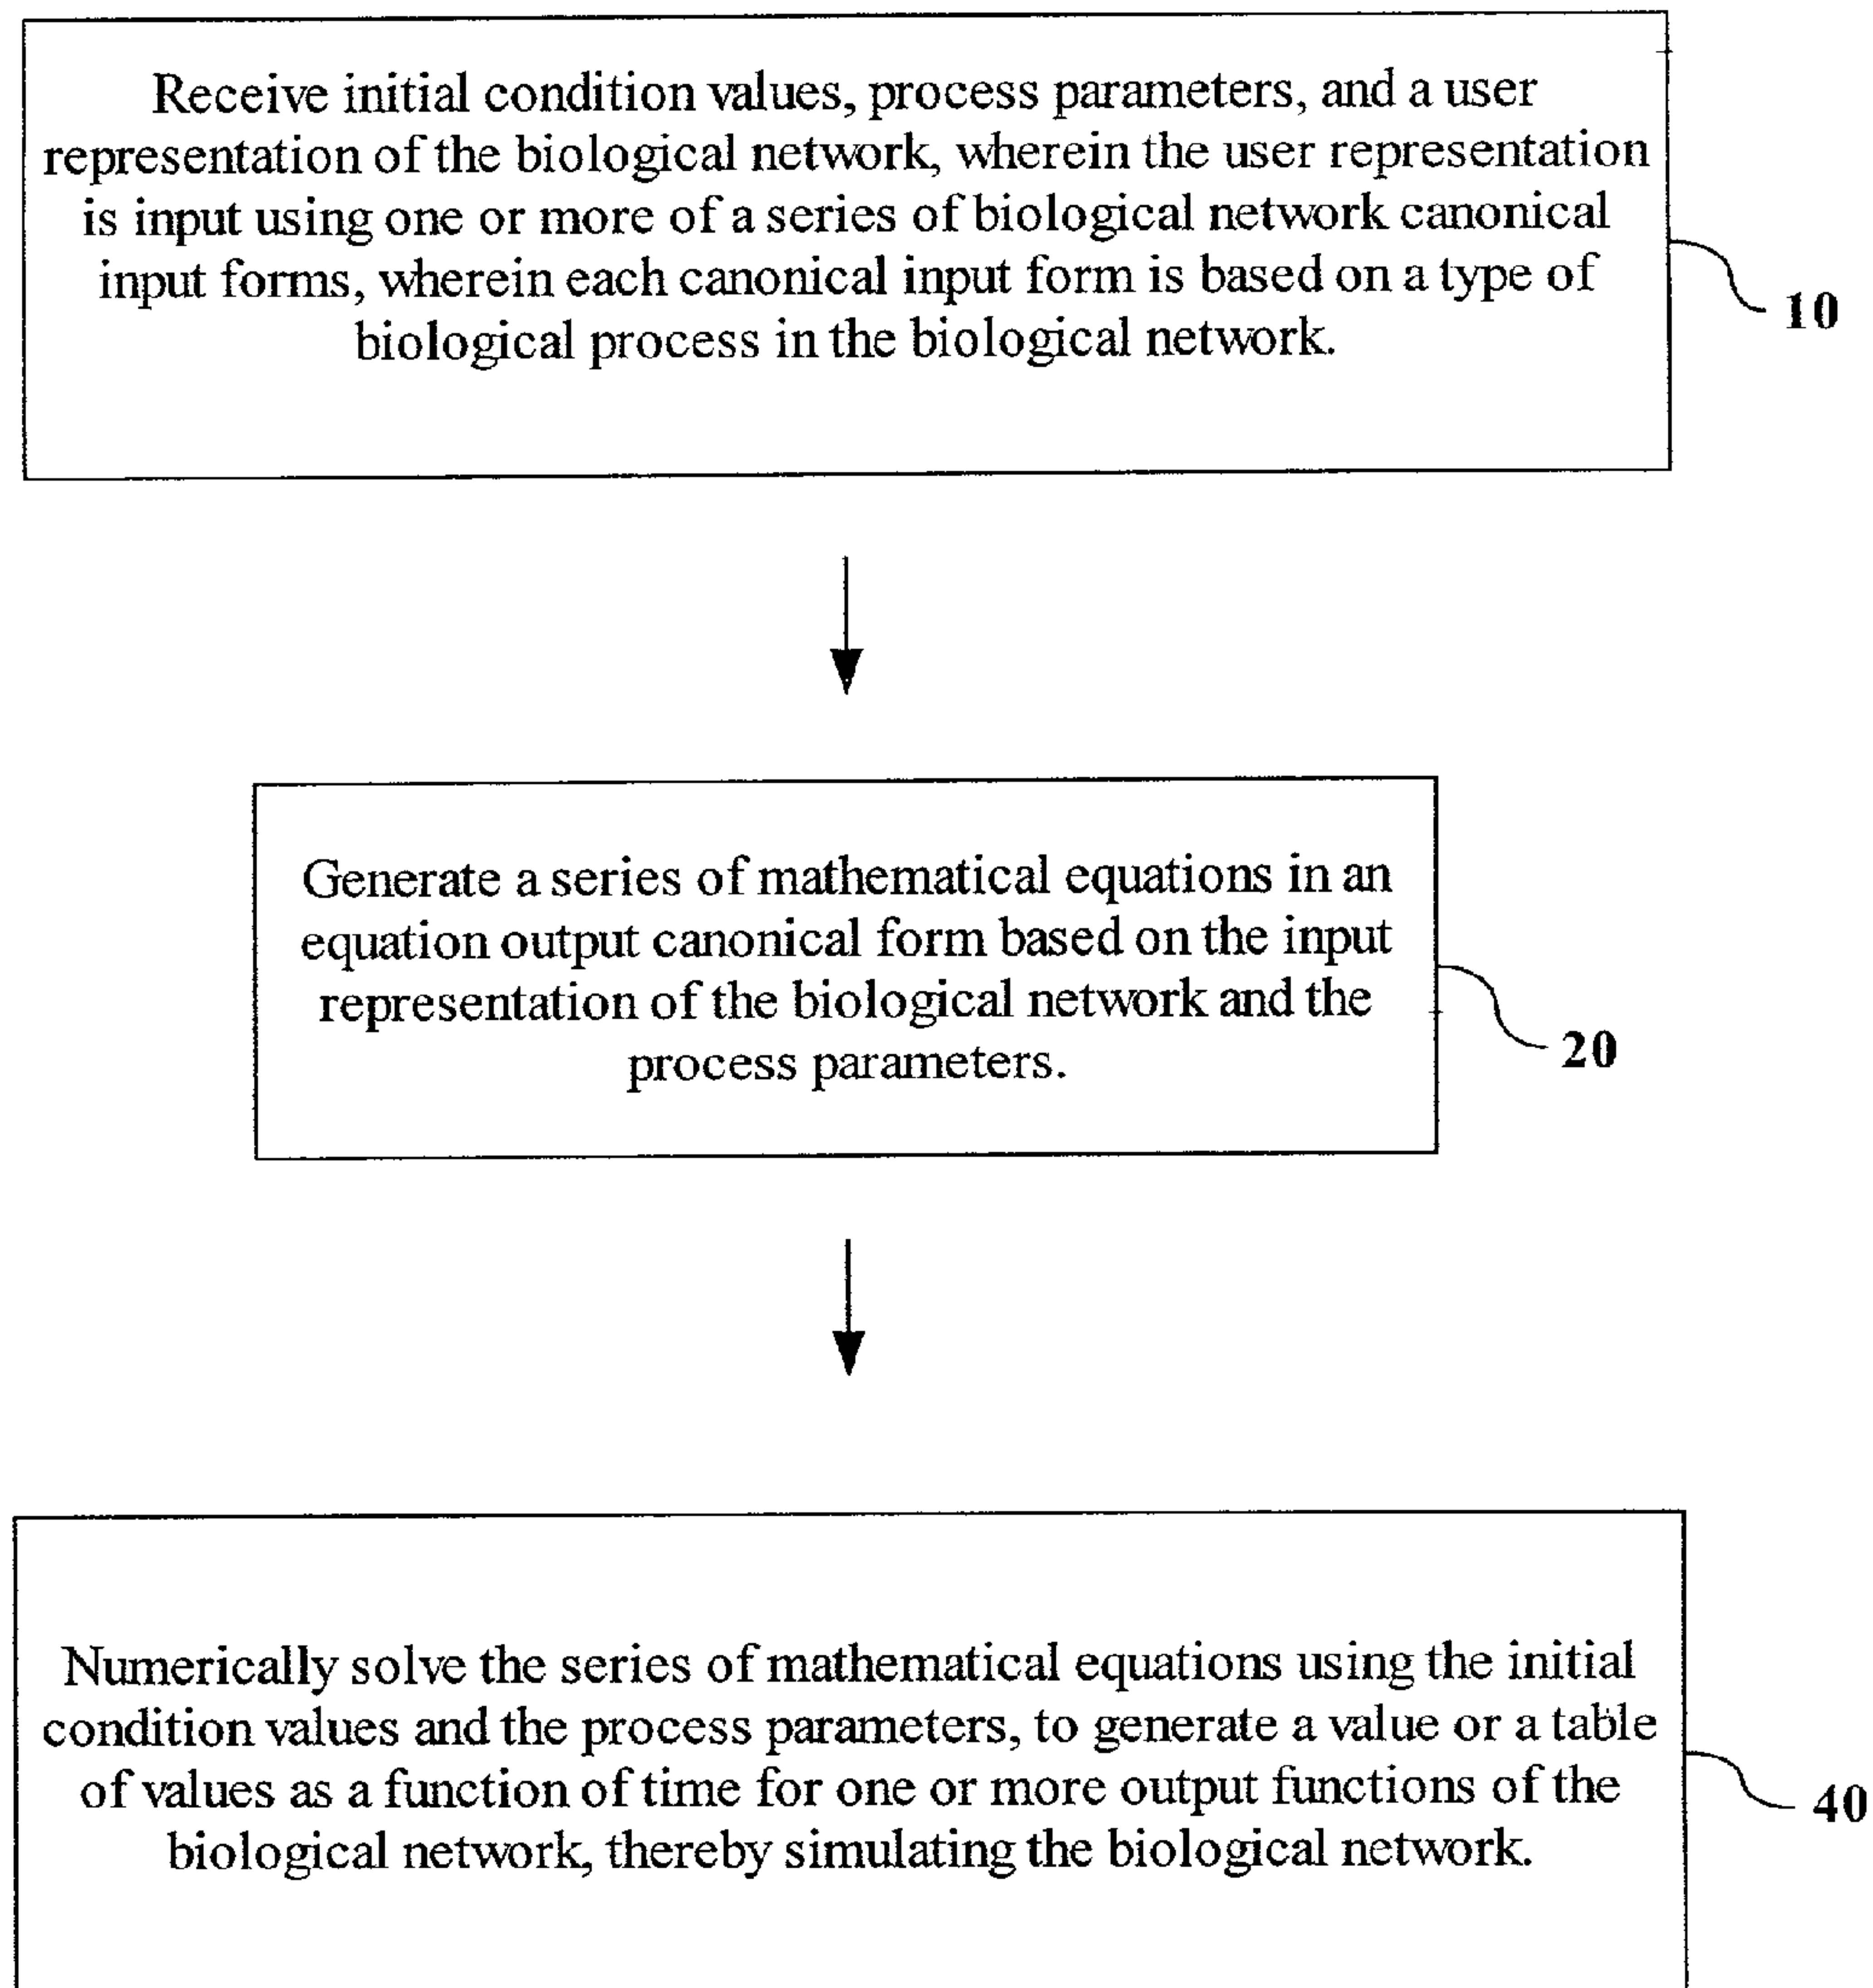 Receive initial condition values, process parameters, and a user
representation of the biological network, wherein the user representation
is input using one or more of a series of biological network canonical
input forms, wherein each canonical input form is based on a type of
biological process in the biological network.
10
Generate a series of mathematical equations in an
equation output canonical form based on the input
representation of the biological network and the
process parameters.
20
Numerically solve the series of mathematical equations using the initial
condition values and the process parameters, to generate a value or a table
of values as a function of time for one or more output functions of the
biological network, thereby simulating the biological network.
40